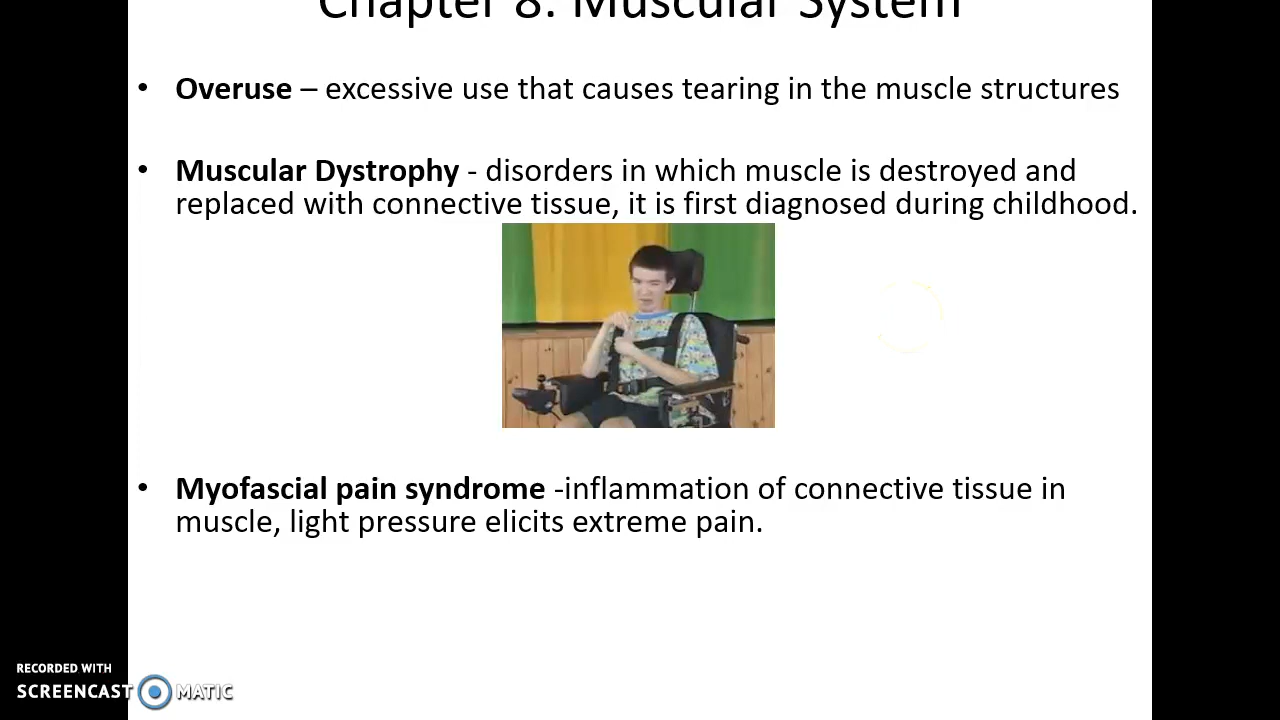 Chapter 8: Muscular System
• Overuse – excessive use that causes tearing in the muscle structures
• Muscular Dystrophy - disorders in which muscle is destroyed and
replaced with connective tissue, it is first diagnosed during childhood.
• Myofascial pain syndrome -inflammation of connective tissue in
muscle, light pressure elicits extreme pain.
RECORDED WITH
SCREENCAST MATIC